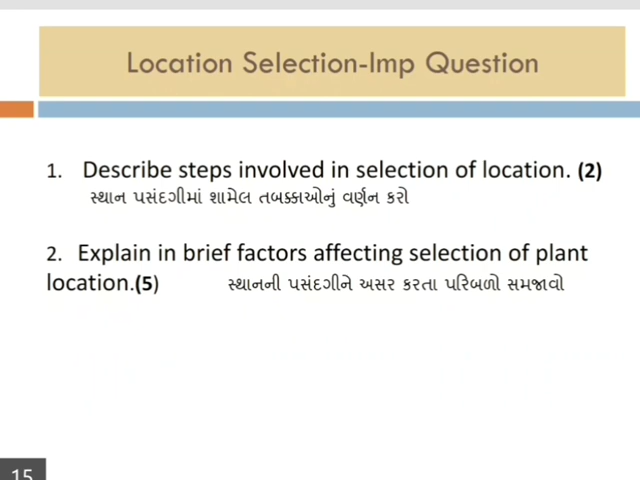 Location Selection-Imp Question
1. Describe steps involved in selection of location. (2)
સ્થાન પસંદગીમાં શામેલ તબક્કાઓનું વર્ણન કરો
2. Explain in brief factors affecting selection of plant
location.(5) સ્થાનની પસંદગીને અસર કરતા પરિબળો સમજાવો
15